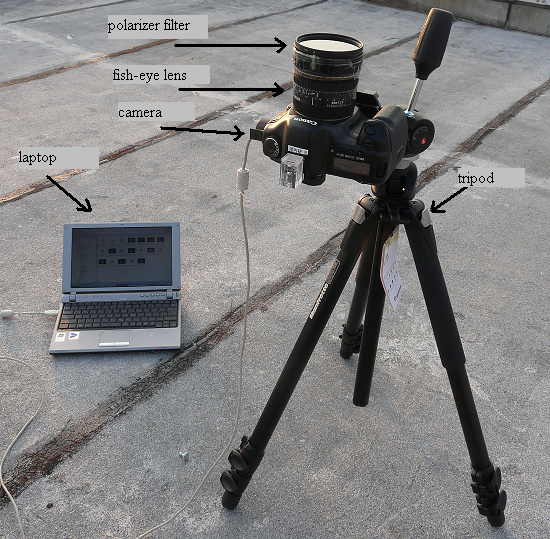 polarizer filter
fish-eye lens
camera
laptop
tripod
Canon